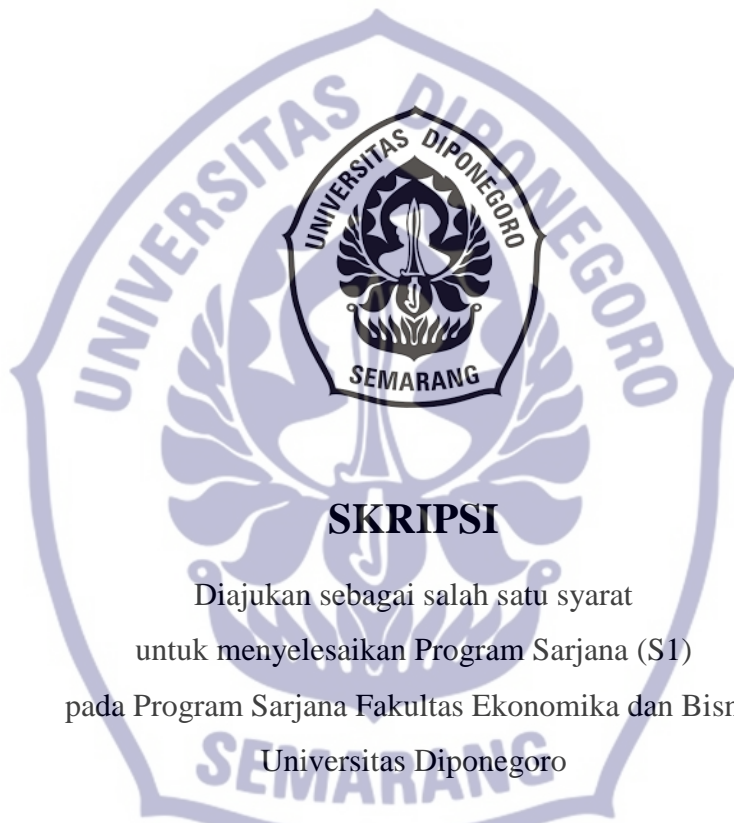 UNIVERSITAS DIPONEGORO
SEMARANG
UNIVERSITAS DIPONEGORO
SEMARANG
SKRIPSI
Diajukan sebagai salah satu syarat
untuk menyelesaikan Program Sarjana (S1)
pada Program Sarjana Fakultas Ekonomika dan Bisn
Universitas Diponegoro